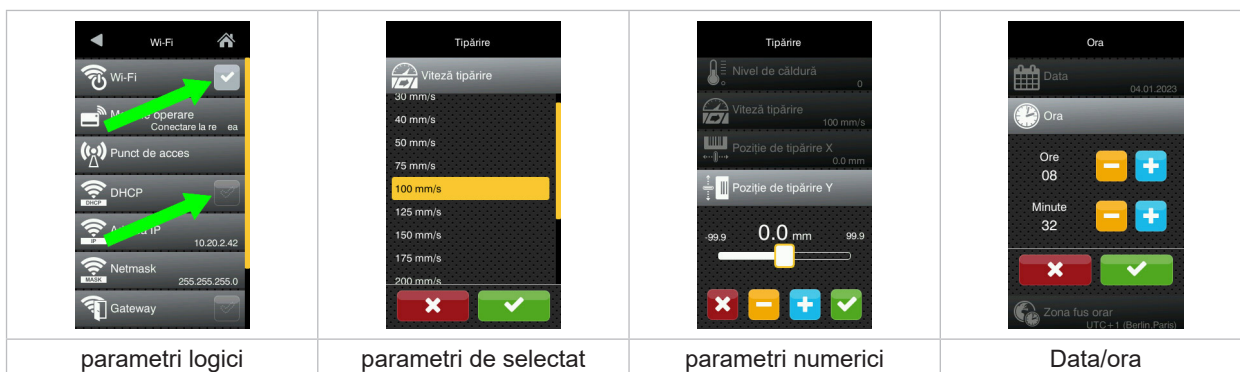 Wi-Fi
Wi-Fi
operare
Conectare la re ea
Punct de acces
DHCP
DHCP
IP
IP
10.20.2.42
Netmask
MASK
255.255.255.0
Gateway
parametri logici
Tipărire
Viteză tipărire
30 mm/s
40 mm/s
50 mm/s
75 mm/s
100 mm/s
125 mm/s
150 mm/s
175 mm/s
200 mm/s
parametri de selectat
Tipărire
Nivel de căldură
0
Viteză tipărire
100 mm/s
Poziție de tipărire X
0.0 mm
Poziție de tipărire Y
-99.9 0.0 mm 99.9
parametri numerici
Ora
Data
04.01.2023
Ora
Ore
08
Minute
32
Zona fus orar
UTC+1 (Berlin,Paris)
Data/ora